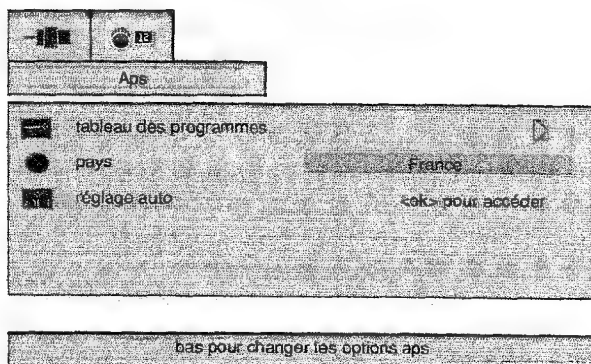 Aps
tableau des programmes
pays France
réglage auto <ok> pour accéder
bas pour changer les options aps